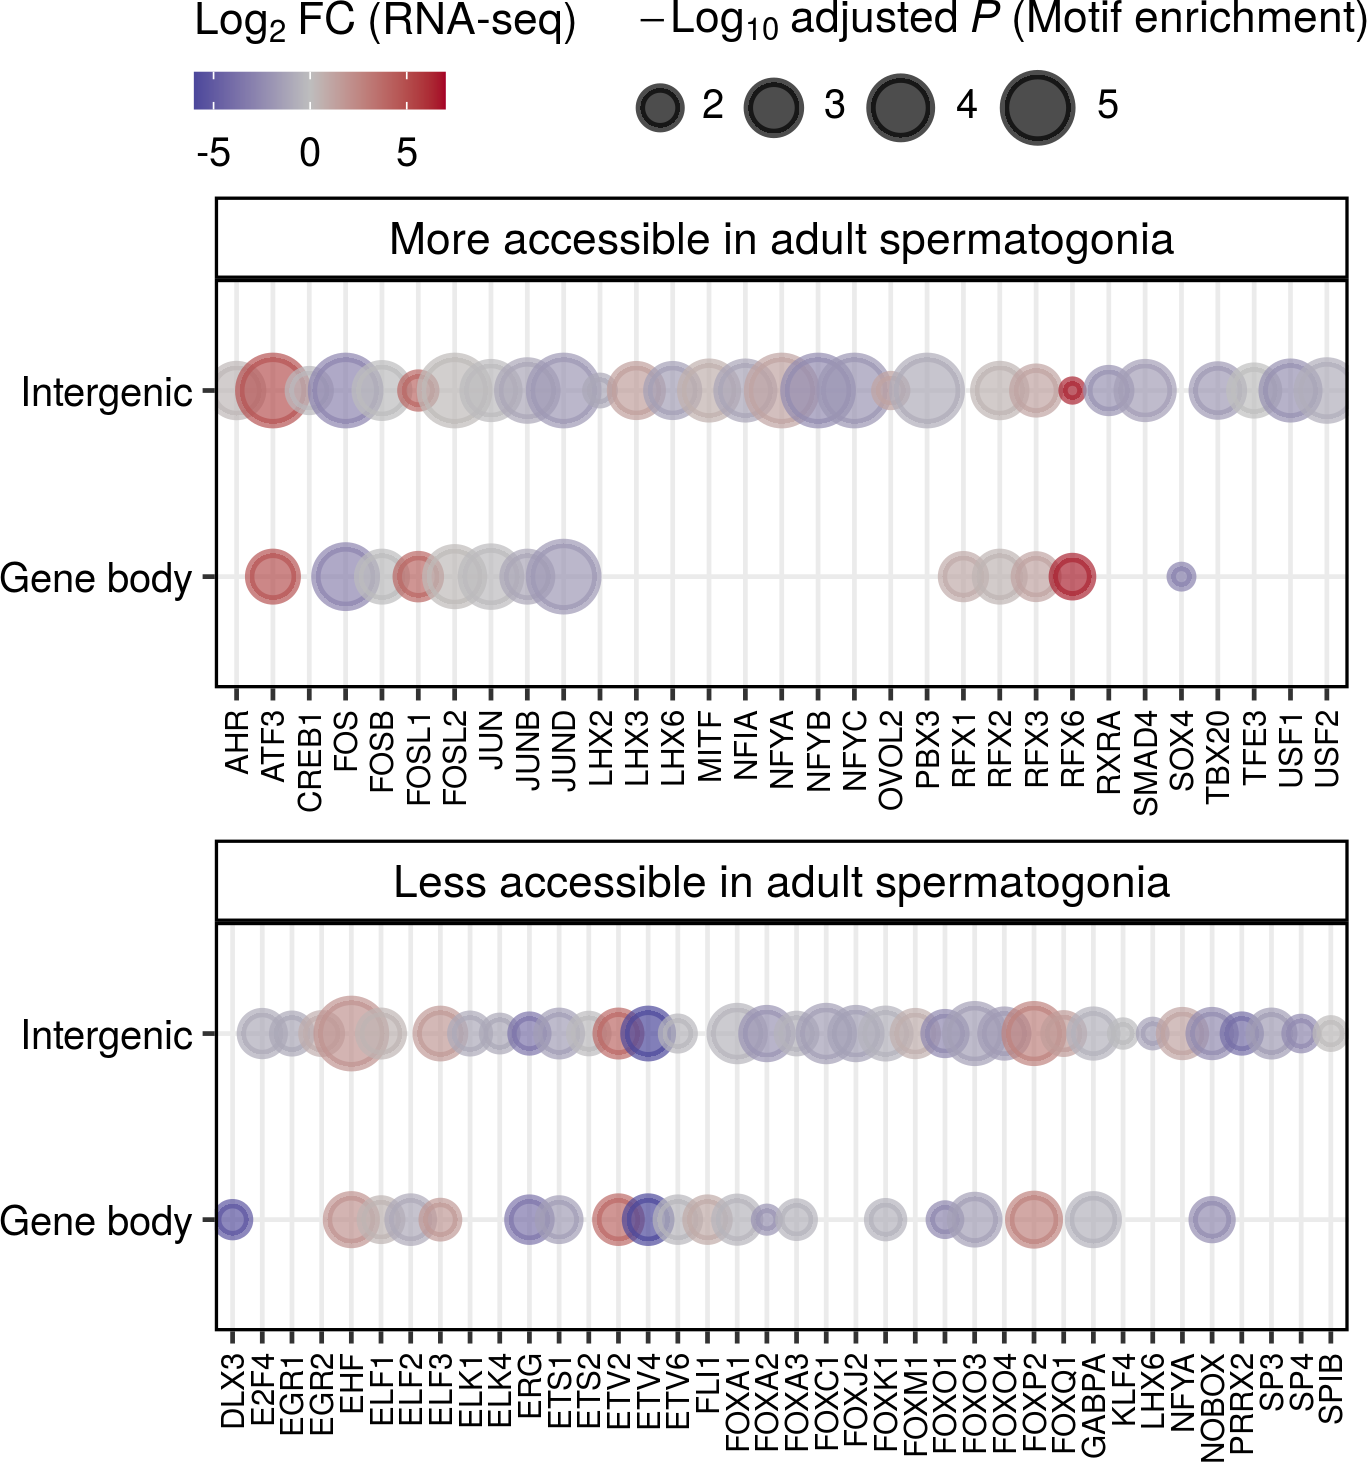 Log2 FC (RNA-seq)
−Log10 adjusted P (Motif enrichment)
2 3 4 5
-5 0 5
More accessible in adult spermatogonia
Intergenic
Gene body
AHR ATF3 CREB1 FOS FOSB FOSL1 FOSL2 JUN JUNB JUND LHX2 LHX3 LHX6 MITF NFIA NFYA NFYB NFYC OVOL2 PBX3 RFX1 RFX2 RFX3 RFX6 RXRA SMAD4 SOX4 TBX20 TFE3 USF1 USF2
Less accessible in adult spermatogonia
Intergenic
Gene body
DLX3 E2F4 EGR1 EGR2 EHF ELF1 ELF2 ELF3 ELK1 ELK4 ERG ETS1 ETS2 ETV2 ETV4 ETV6 FLI1 FOXA1 FOXA2 FOXA3 FOXC1 FOXJ2 FOXK1 FOXM1 FOXO1 FOXO3 FOXO4 FOXP2 FOXQ1 GABPA KLF4 LHX6 NFYA NOBOX PRRX2 SP3 SP4 SPIB